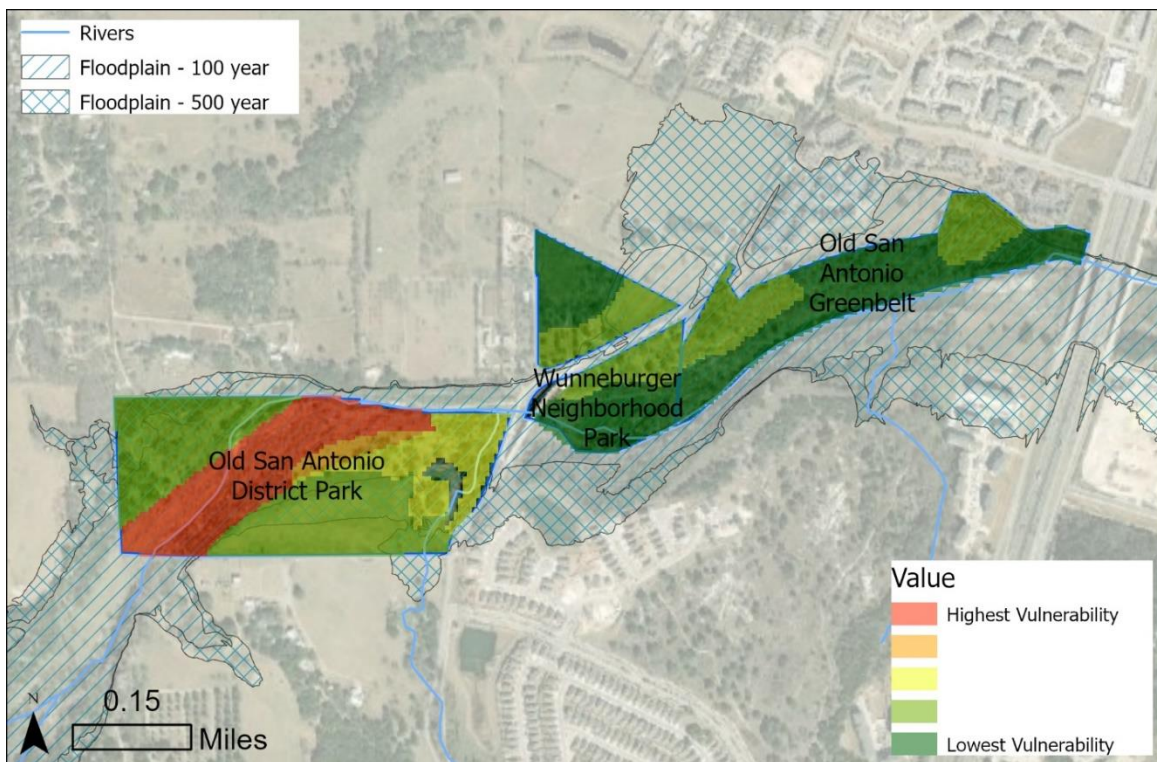 Rivers
Floodplain - 100 year
Floodplain - 500 year
Old San
Antonio
Greenbelt
Wunneburger
Neighborhood
Park
Old San Antonio
District Park
Value
Highest Vulnerability
Lowest Vulnerability
N
0.15
Miles